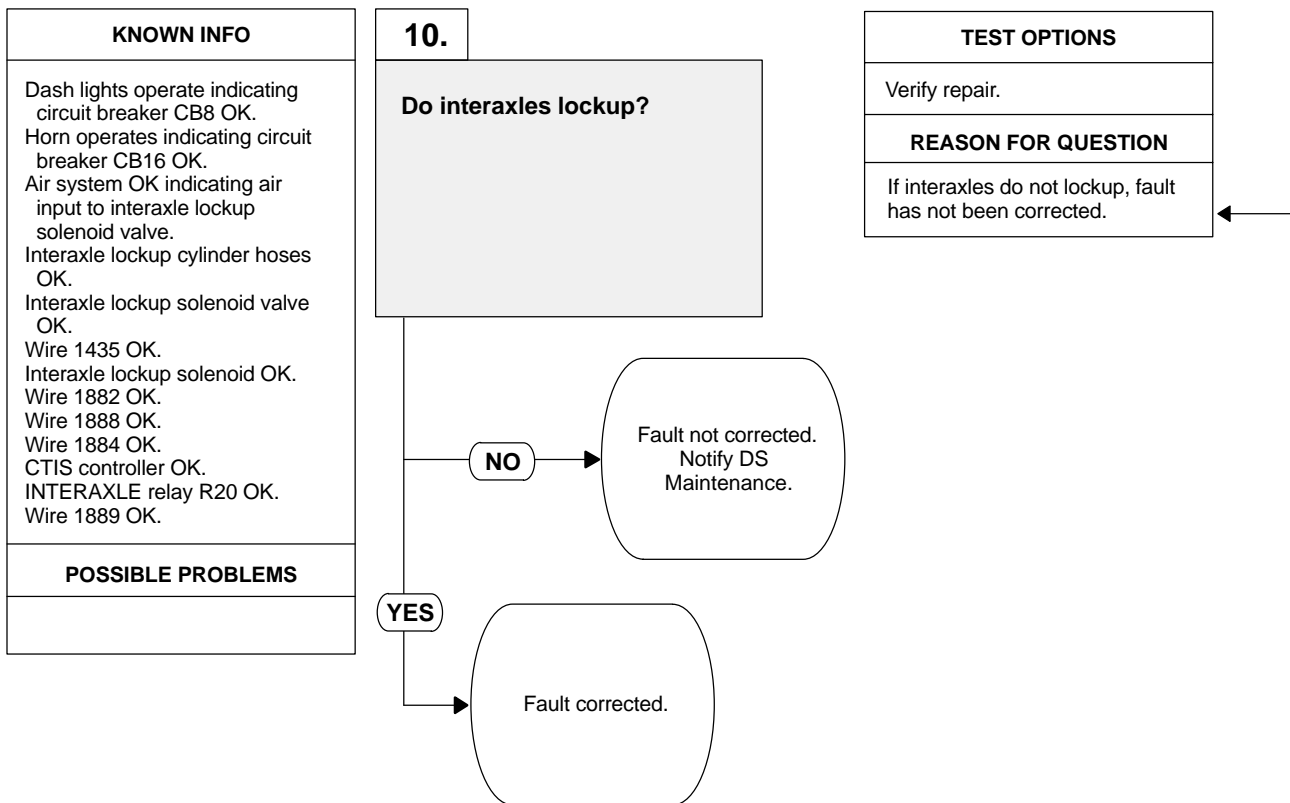 KNOWN INFO
Dash lights operate indicating
circuit breaker CB8 OK.
Horn operates indicating circuit
breaker CB16 OK.
Air system OK indicating air
input to interaxle lockup
solenoid valve.
Interaxle lockup cylinder hoses
OK.
Interaxle lockup solenoid valve
OK.
Wire 1435 OK.
Interaxle lockup solenoid OK.
Wire 1882 OK.
Wire 1888 OK.
Wire 1884 OK.
CTIS controller OK.
INTERAXLE relay R20 OK.
Wire 1889 OK.
POSSIBLE PROBLEMS
10.
Do interaxles lockup?
TEST OPTIONS
Verify repair.
REASON FOR QUESTION
If interaxles do not lockup, fault
has not been corrected.
NO
Fault not corrected.
Notify DS
Maintenance.
YES
Fault corrected.